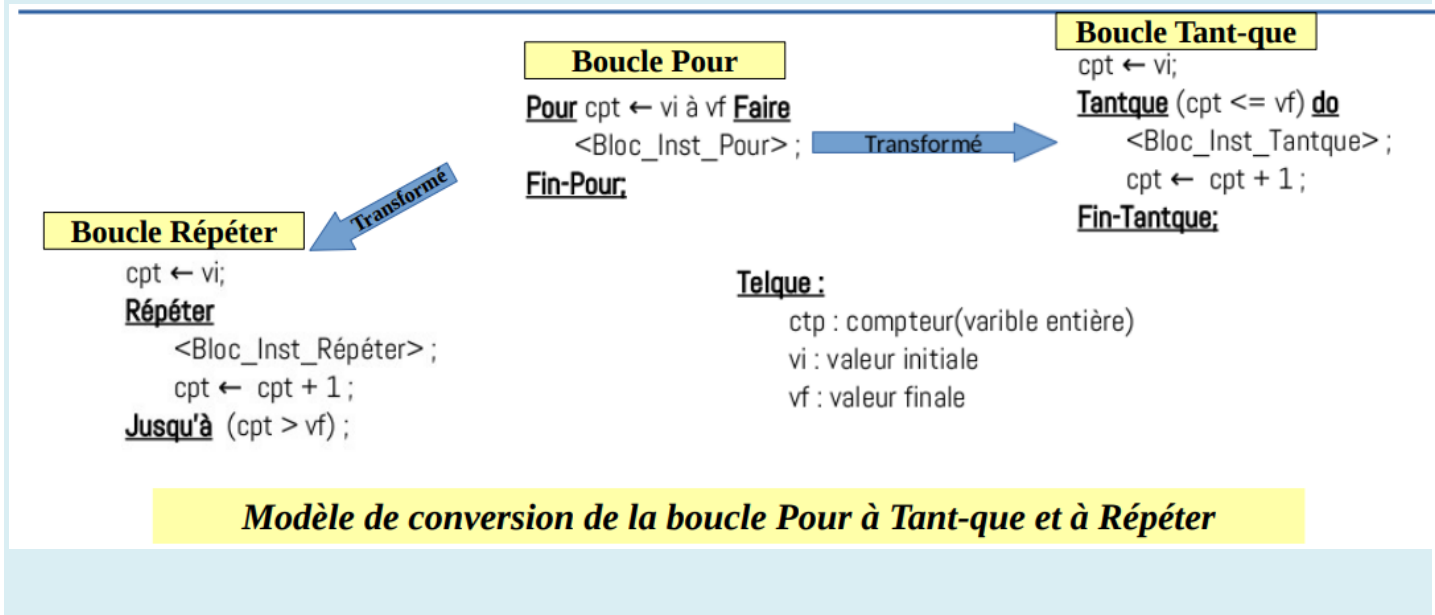 Boucle Pour
Pour cpt ← vi à vf Faire
<Bloc_Inst_Pour> ;
Fin-Pour;
Transformé
Boucle Tant-que
cpt ← vi;
Tantque (cpt <= vf) do
<Bloc_Inst_Tantque> ;
cpt ← cpt + 1 ;
Fin-Tantque;
Transformé
Boucle Répéter
cpt ← vi;
Répéter
<Bloc_Inst_Répéter> ;
cpt ← cpt + 1 ;
Jusqu'à (cpt > vf) ;
Telque :
ctp : compteur(varible entière)
vi : valeur initiale
vf : valeur finale
Modèle de conversion de la boucle Pour à Tant-que et à Répéter